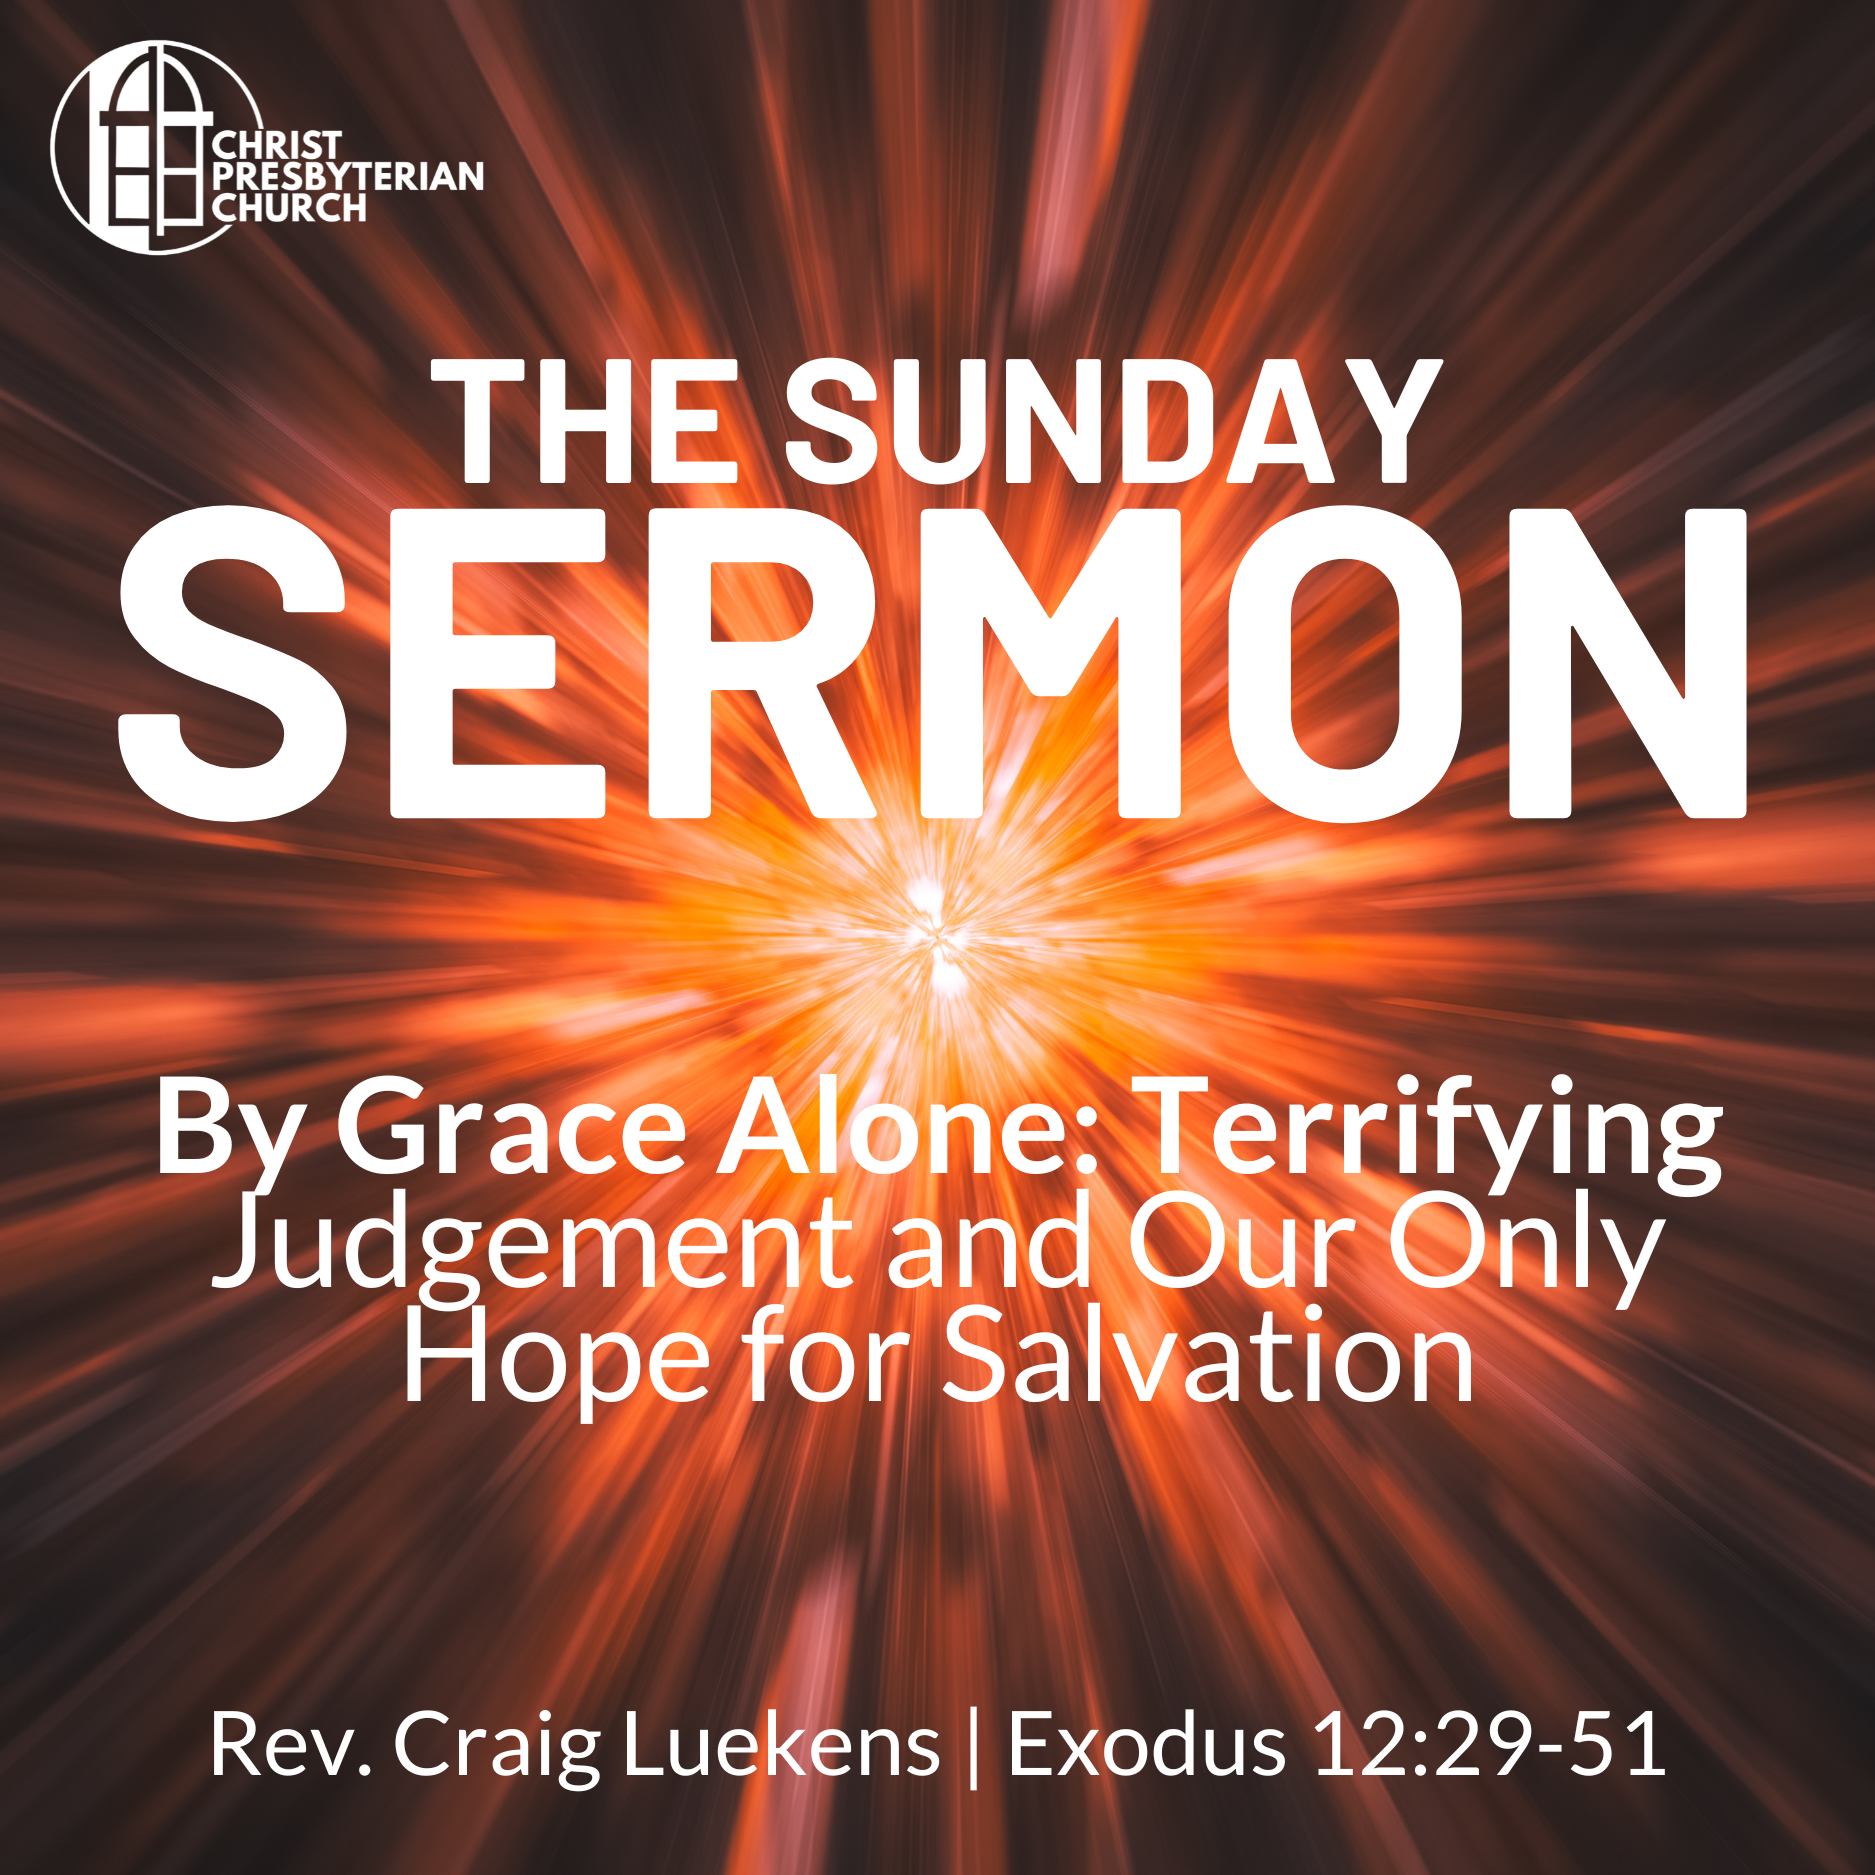 CHRIST
PRESBYTERIAN
CHURCH
THE SUNDAY
SERMON
By Grace Alone: Terrifying
Judgement and Our Only
Hope for Salvation
Rev. Craig Luekens | Exodus 12:29-51